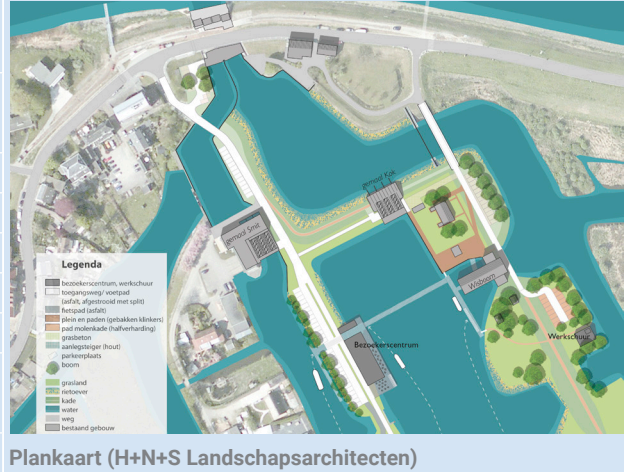 gemaal Kok
gemaal Smit
Wisboom
Bezoekerscentrum
Werkschuur
Legenda
bezoekerscentrum, werkschuur
toegangsweg/ voetpad
(asfalt, afgestrooid met split)
fietspad (asfalt)
plein en paden (gebakken klinkers)
pad molenkade (halfverharding)
grasbeton
aanlegsteiger (hout)
parkeerplaats
boom
grasland
rietoever
kade
water
weg
bestaand gebouw
Plankaart (H+N+S Landschapsarchitecten)